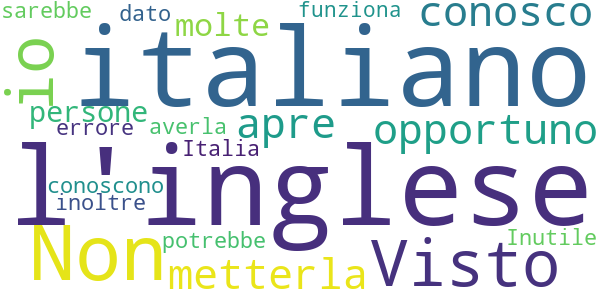 sarebbe dato molte funziona conosco
io italiano
persone apre opportuno
errore averla
l'inglese Italia
conoscono
inoltre
Non potrebbe Visto Inutile
metterla